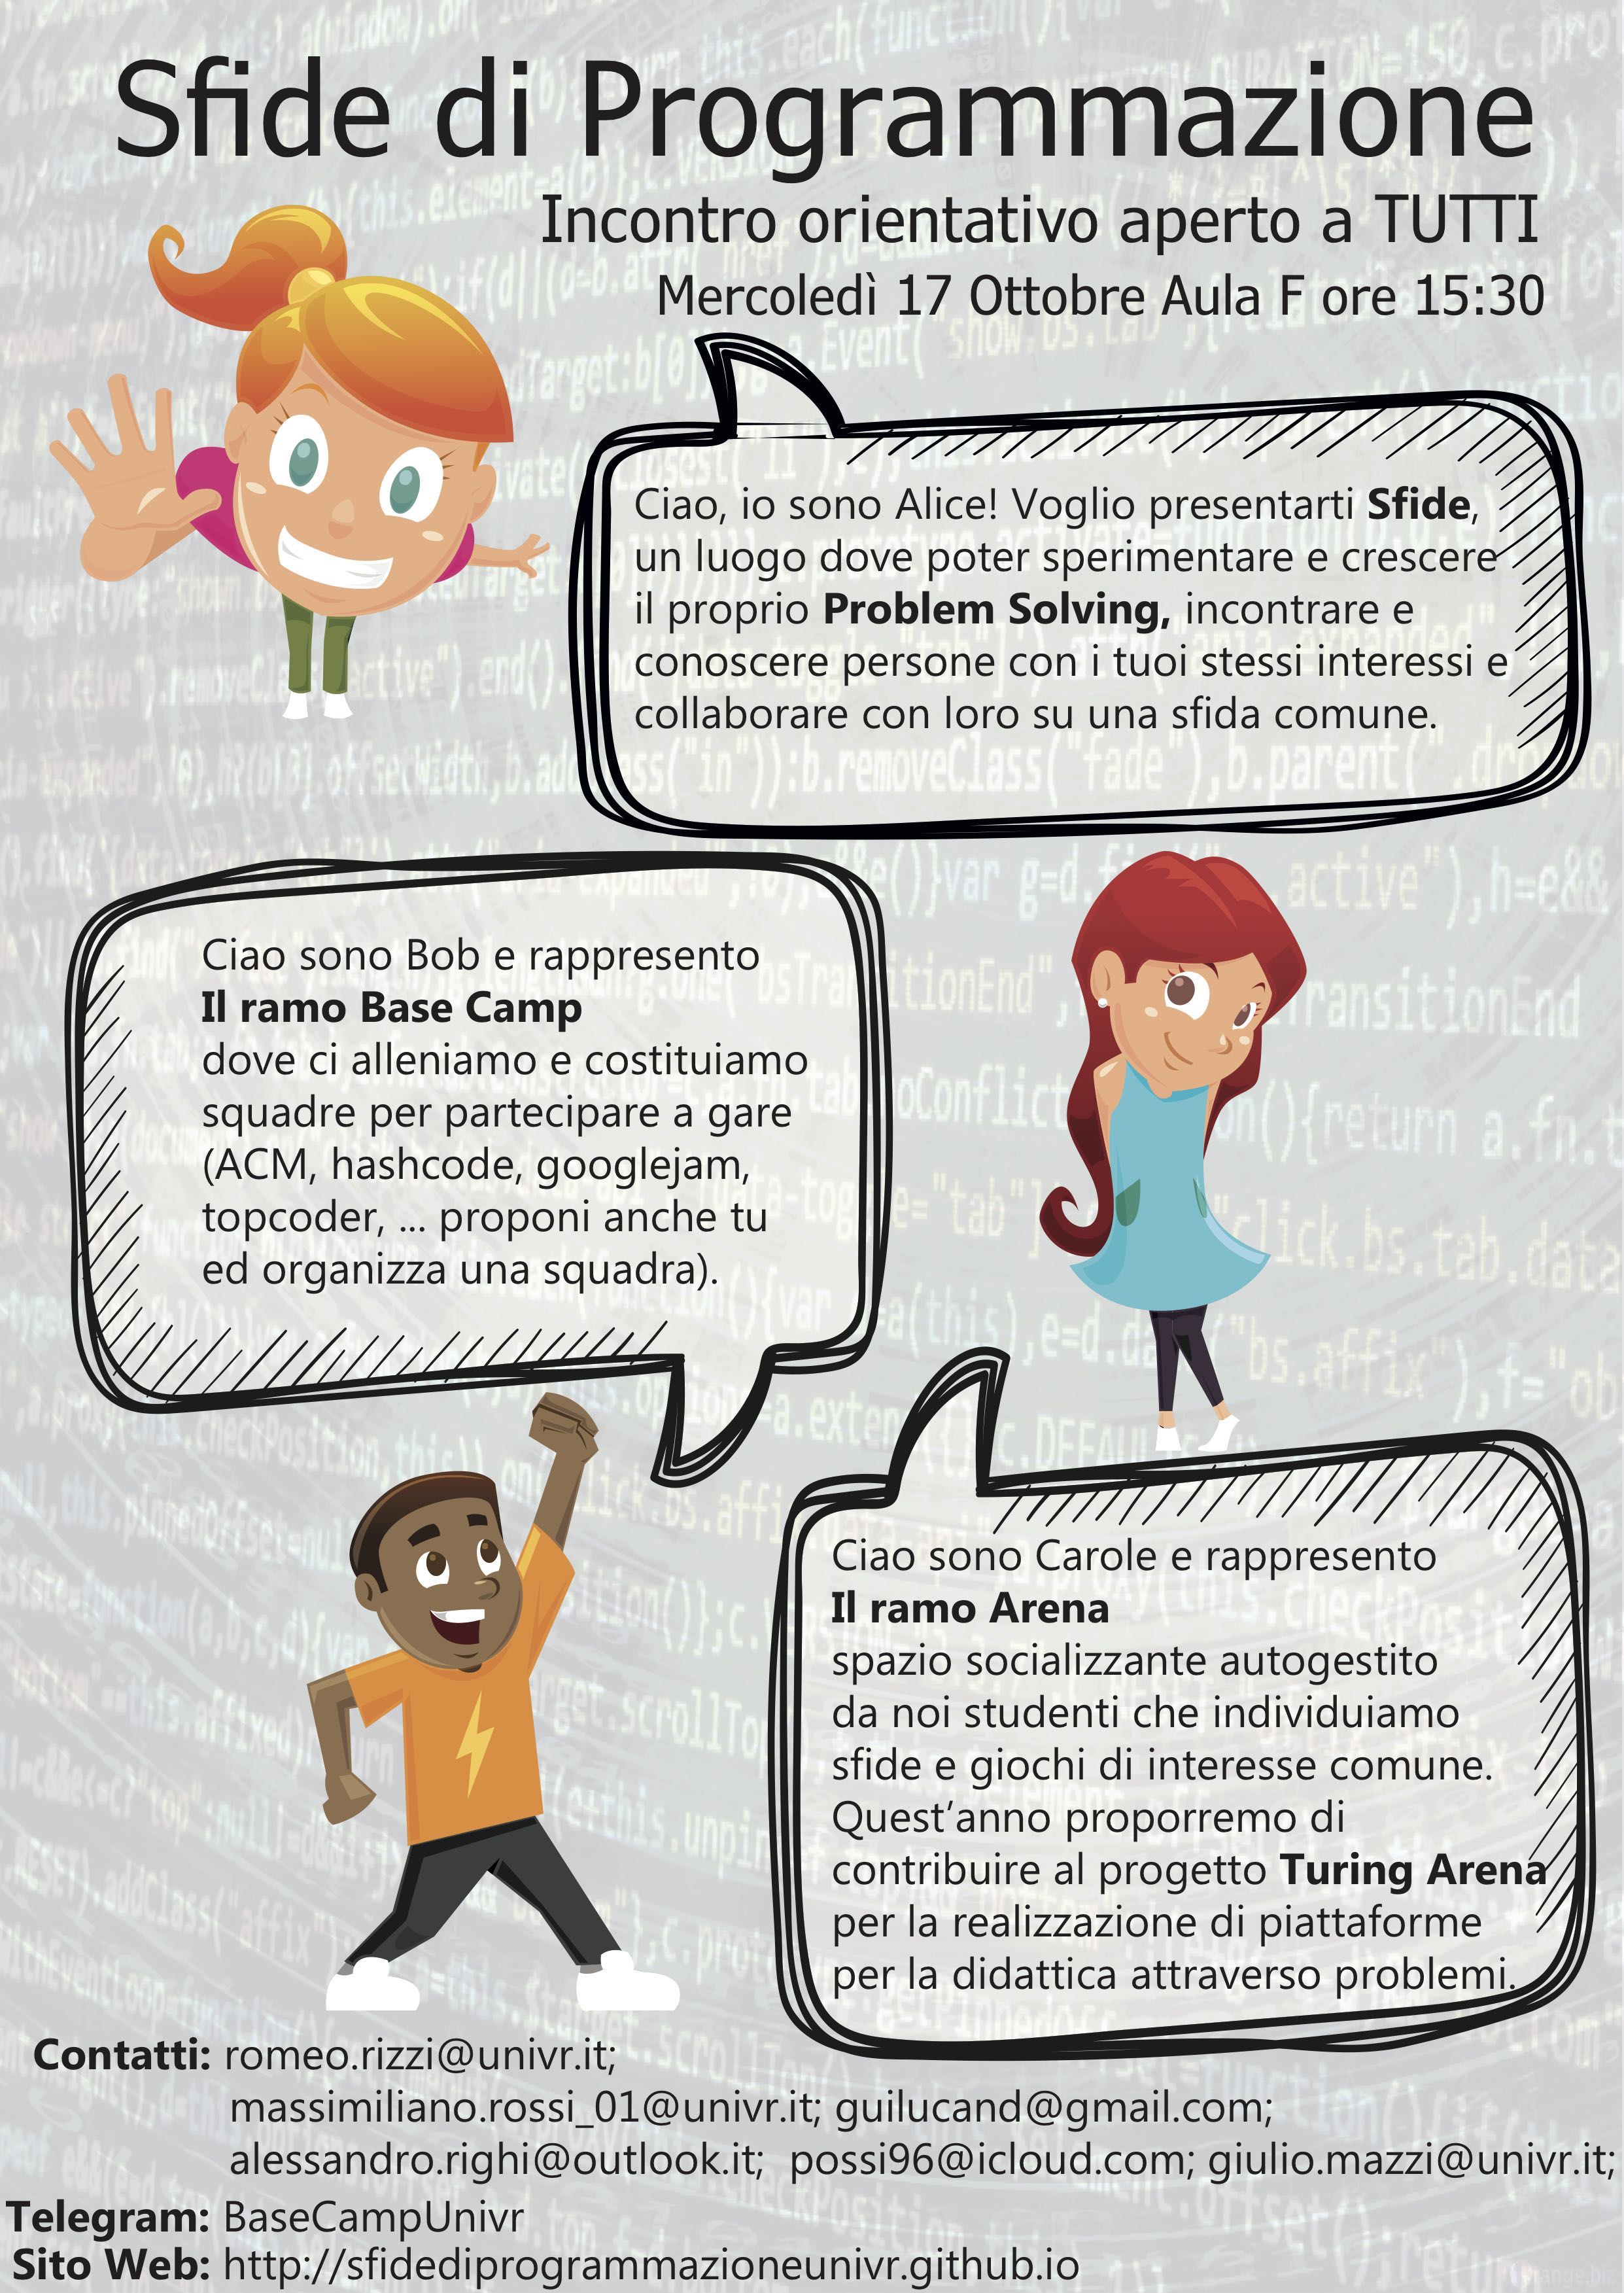 Sfide di Programmazione
Incontro orientativo aperto a TUTTI
Mercoledì 17 Ottobre Aula F ore 15:30
Ciao, io sono Alice! Voglio presentarti Sfide,
un luogo dove poter sperimentare e crescere
il proprio Problem Solving, incontrare e
conoscere persone con i tuoi stessi interessi e
collaborare con loro su una sfida comune.
Ciao sono Bob e rappresento
Il ramo Base Camp
dove ci alleniamo e costituiamo
squadre per partecipare a gare
(ACM, hashcode, googlejam,
topcoder, ... proponi anche tu
ed organizza una squadra).
Ciao sono Carole e rappresento
Il ramo Arena
spazio socializzante autogestito
da noi studenti che individuiamo
sfide e giochi di interesse comune.
Quest’anno proporremo di
contribuire al progetto Turing Arena
per la realizzazione di piattaforme
per la didattica attraverso problemi.
Contatti: romeo.rizzi@univr.it;
massimiliano.rossi_01@univr.it; guilucand@gmail.com;
alessandro.righi@outlook.it; possi96@icloud.com; giulio.mazzi@univr.it;
Telegram: BaseCampUnivr
Sito Web: http://sfidediprogrammazioneunivr.github.io